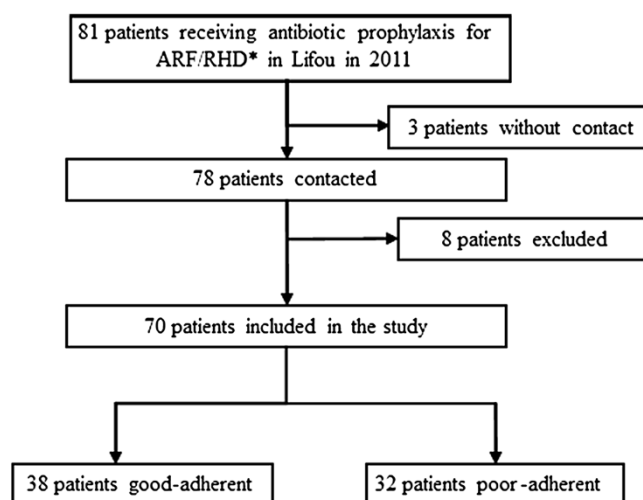 81 patients receiving antibiotic prophylaxis for
ARF/RHD* in Lifou in 2011
3 patients without contact
78 patients contacted
8 patients excluded
70 patients included in the study
38 patients good-adherent
32 patients poor-adherent